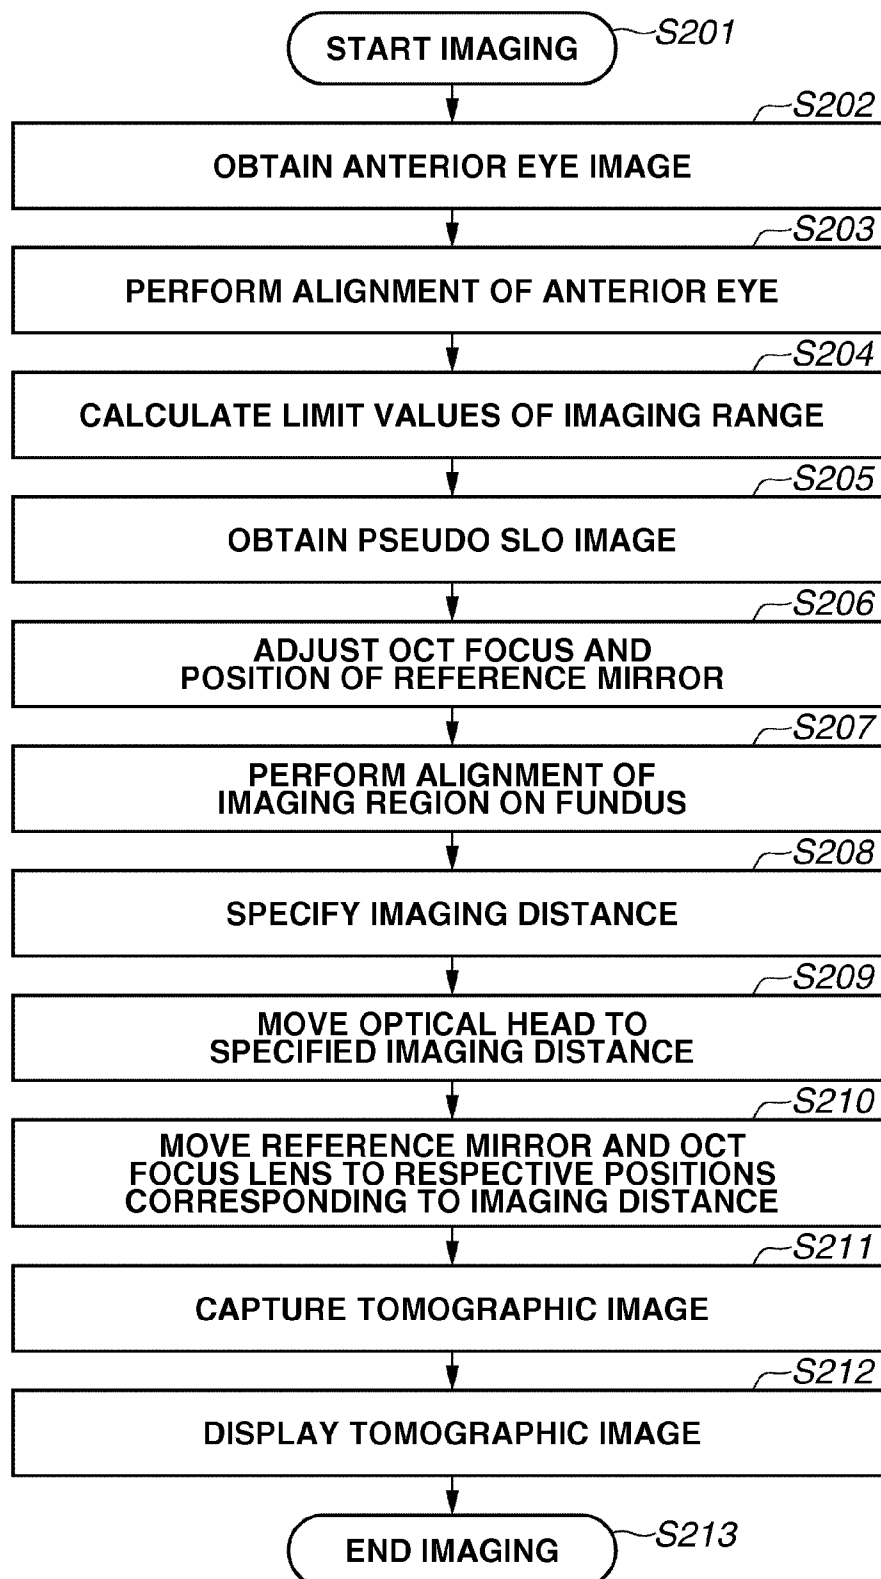 START IMAGING
S201
S202
OBTAIN ANTERIOR EYE IMAGE
S203
PERFORM ALIGNMENT OF ANTERIOR EYE
S204
CALCULATE LIMIT VALUES OF IMAGING RANGE
S205
OBTAIN PSEUDO SLO IMAGE
S206
ADJUST OCT FOCUS AND
POSITION OF REFERENCE MIRROR
S207
PERFORM ALIGNMENT OF
IMAGING REGION ON FUNDUS
S208
SPECIFY IMAGING DISTANCE
S209
MOVE OPTICAL HEAD TO
SPECIFIED IMAGING DISTANCE
S210
MOVE REFERENCE MIRROR AND OCT
FOCUS LENS TO RESPECTIVE POSITIONS
CORRESPONDING TO IMAGING DISTANCE
S211
CAPTURE TOMOGRAPHIC IMAGE
S212
DISPLAY TOMOGRAPHIC IMAGE
END IMAGING
S213